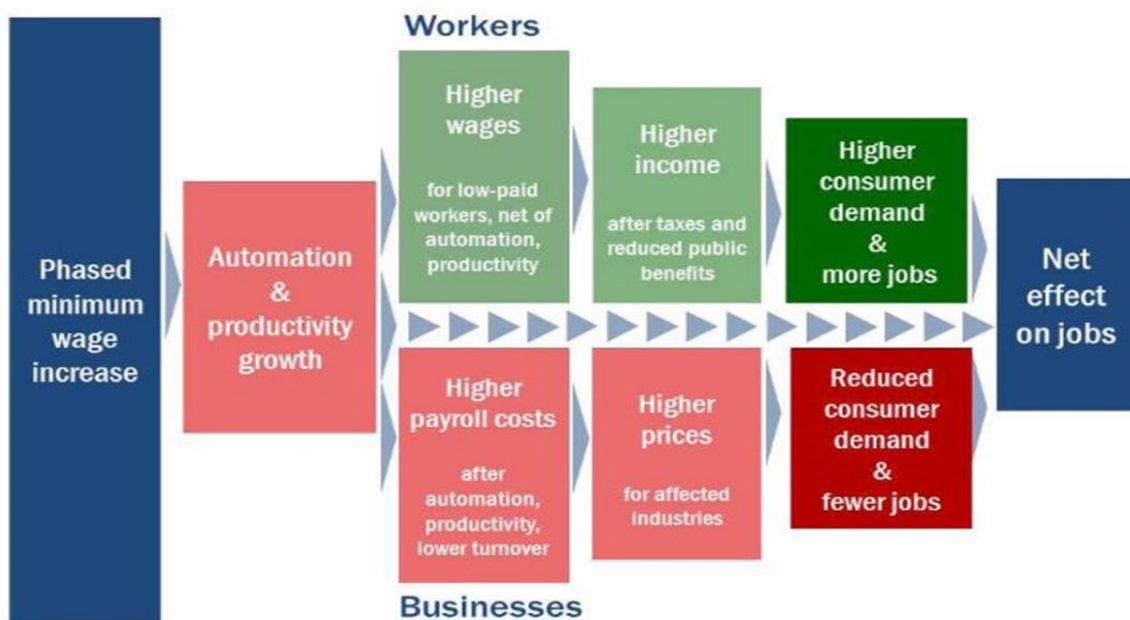 Workers
Phased
minimum
wage
increase
Automation
&
productivity
growth
Higher
wages
for low-paid
workers, net of
automation,
productivity
Higher
income
after taxes and
reduced public
benefits
Higher
consumer
demand
&
more jobs
Higher
payroll costs
after
automation,
productivity,
lower turnover
Higher
prices
for affected
industries
Reduced
consumer
demand
&
fewer jobs
Net
effect
on jobs
Businesses